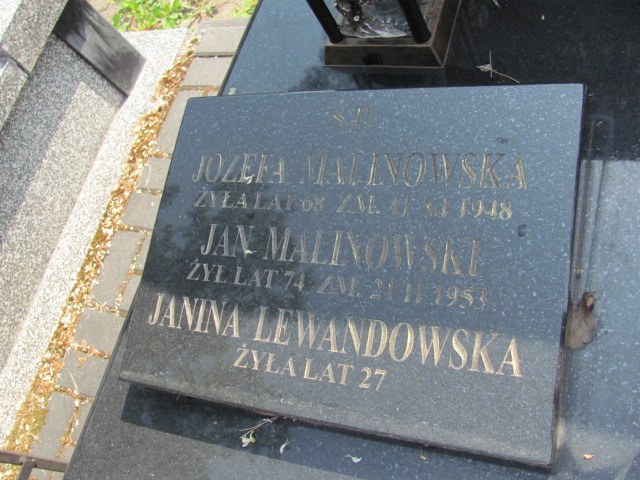 Ś.P.
JÓZEFA MALINOWSKA
ŻYŁA LAT 68 ZM. 11 XI 1948
JAN MALINOWSKI
ŻYŁ LAT 74 ZM. 21 II 1953
JANINA LEWANDOWSKA
ŻYŁA LAT 27